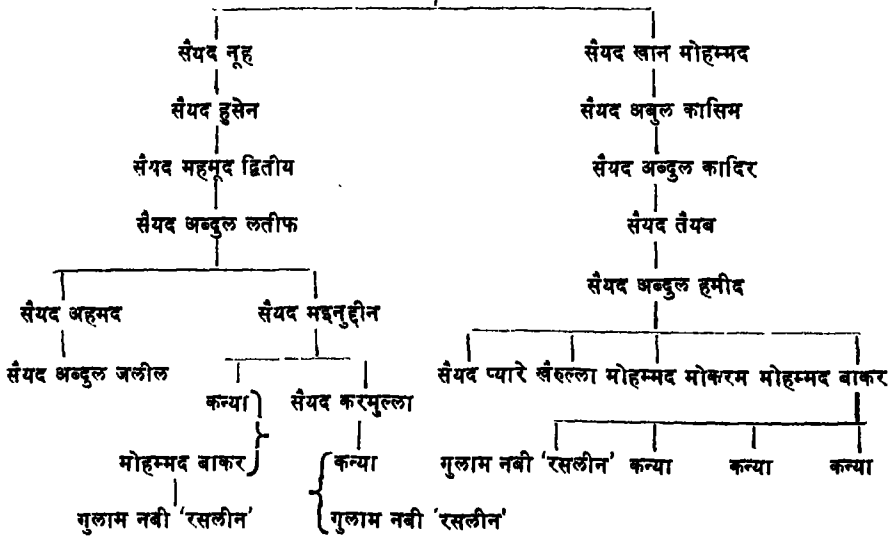 सैयद नूह सैयद खान मोहम्मद
सैयद हुसेन सैयद अबुल कासिम
सैयद महमूद द्वितीय सैयद अब्दुल कादिर
सैयद अब्दुल लतीफ सैयद तैयब
सैयद अब्दुल हमीद
सैयद अहमद सैयद मइनुद्दीन
सैयद अब्दुल जलील सैयद प्यारे खैरुल्ला मोहम्मद मोकरम मोहम्मद बाकर
कन्या सैयद करमुल्ला
मोहम्मद बाकर कन्या गुलाम नबी 'रसलीन' कन्या कन्या कन्या
गुलाम नबी 'रसलीन' गुलाम नबी 'रसलीन'